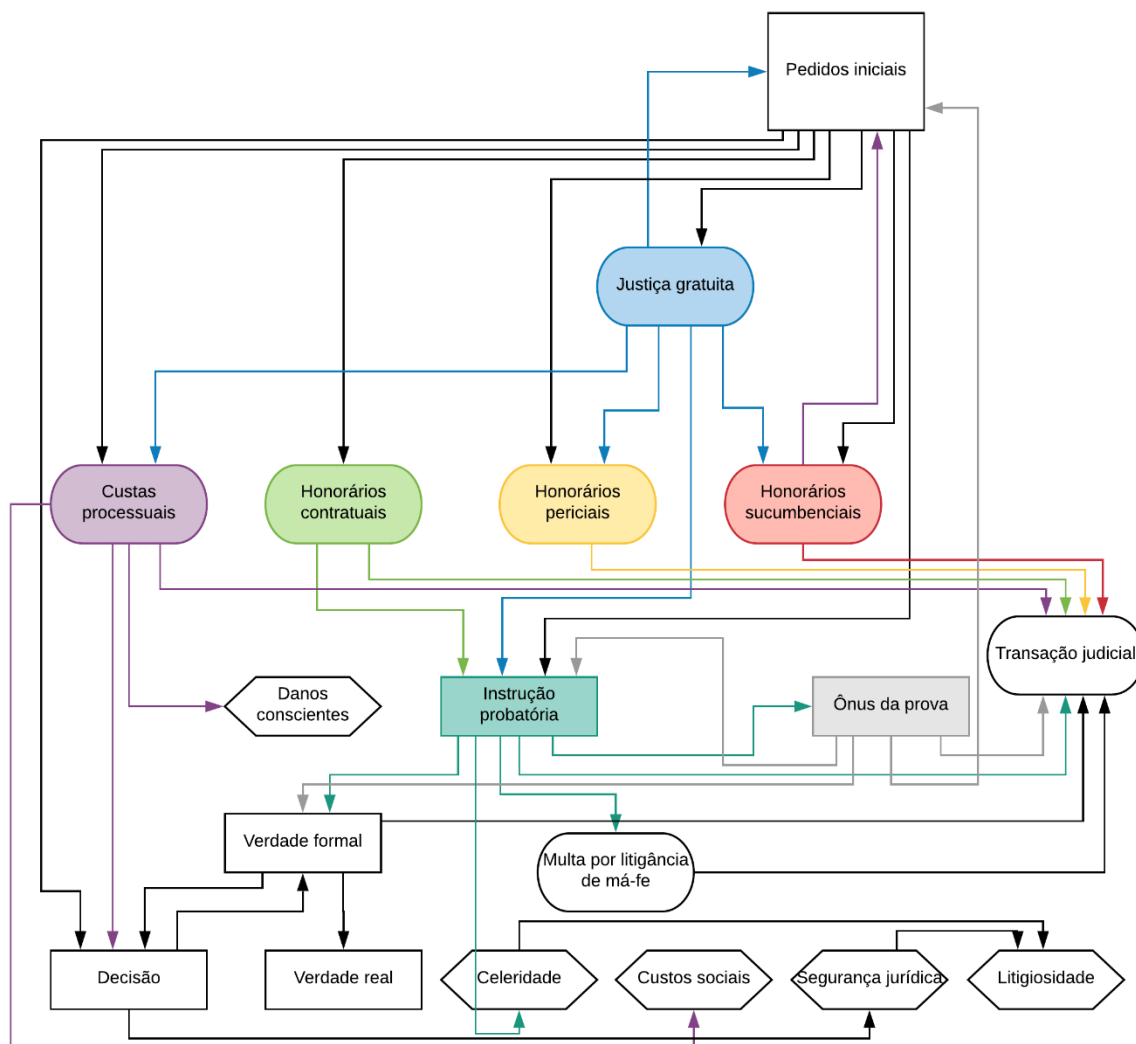 Pedidos iniciais
Justiça gratuita
Custas
processuais
Honorários
contratuais
Honorários
periciais
Honorários
sucumbenciais
Transação judicial
Danos
conscientes
Instrução
probatória
Ônus da prova
Verdade formal
Multa por litigância
de má-fe
Decisão
Verdade real
Celeridade
Custos sociais
Segurança jurídica
Litigiosidade